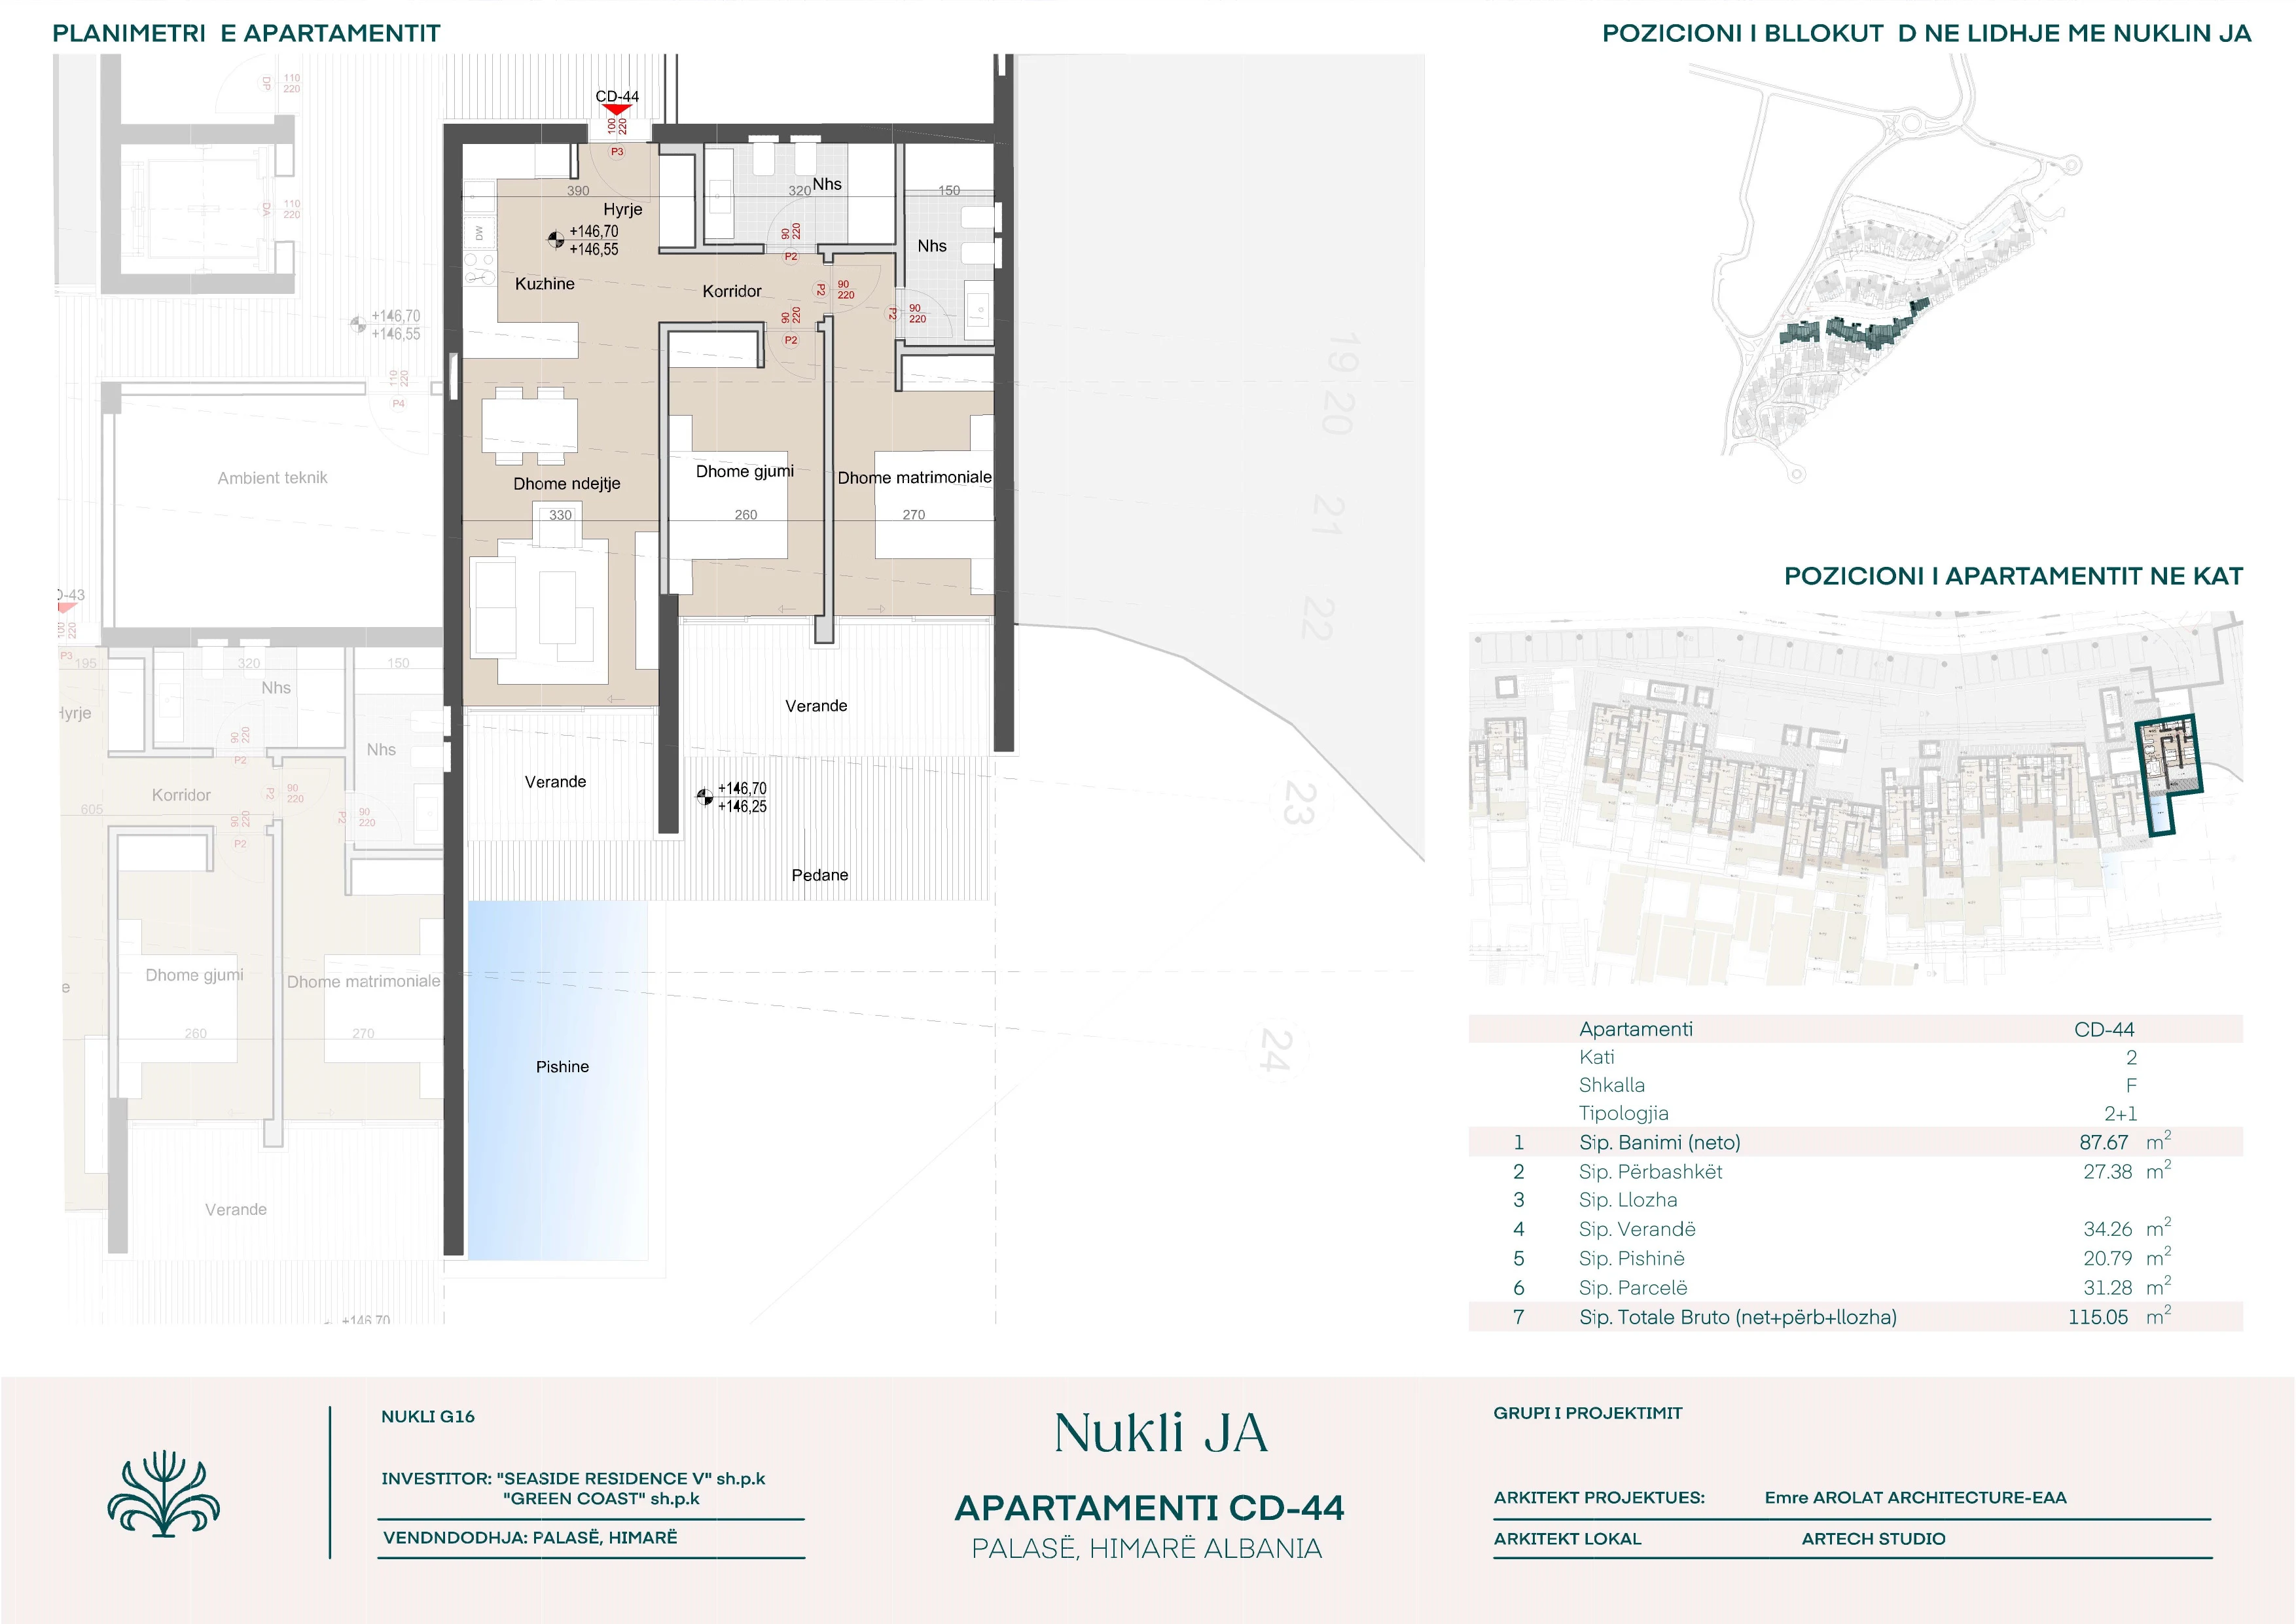 PLANIMETRI E APARTAMENTIT
POZICIONI I BLLOKUT D NE LIDHJE ME NUKLIN JA
CD-44
100
220
P3
DP
110
220
DA
110
220
390
320
Nhs
150
Hyrje
+146,70
+146,55
DW
Kuzhine
Korridor
Nhs
90
220
P2
P2
90
220
P2
90
220
90
220
P2
+146,70
+146,55
110
220
P4
Ambient teknik
Dhome ndejtje
Dhome gjumi
Dhome matrimoniale
330
260
270
19
20
21
22
23
24
POZICIONI I APARTAMENTIT NE KAT
D-43
100
220
P3
195
320
150
Nhs
Hyrje
Nhs
90
220
P2
Korridor
P2
90
220
P2
90
220
605
90
220
P2
Verande
Verande
+146,70
+146,25
Pedane
Dhome gjumi
Dhome matrimoniale
e
260
270
Pishine
Verande
+146,70
Apartamenti CD-44
Kati 2
Shkalla F
Tipologjia 2+1
1 Sip. Banimi (neto) 87.67 m²
2 Sip. Përbashkët 27.38 m²
3 Sip. Llozha
4 Sip. Verandë 34.26 m²
5 Sip. Pishinë 20.79 m²
6 Sip. Parcelë 31.28 m²
7 Sip. Totale Bruto (net+përb+llozha) 115.05 m²
NUKLI G16
INVESTITOR: "SEASIDE RESIDENCE V" sh.p.k
"GREEN COAST" sh.p.k
VENDNDODHJA: PALASË, HIMARË
Nukli JA
APARTAMENTI CD-44
PALASË, HIMARË ALBANIA
GRUPI I PROJEKTIMIT
ARKITEKT PROJEKTUES: Emre AROLAT ARCHITECTURE-EAA
ARKITEKT LOKAL ARTECH STUDIO